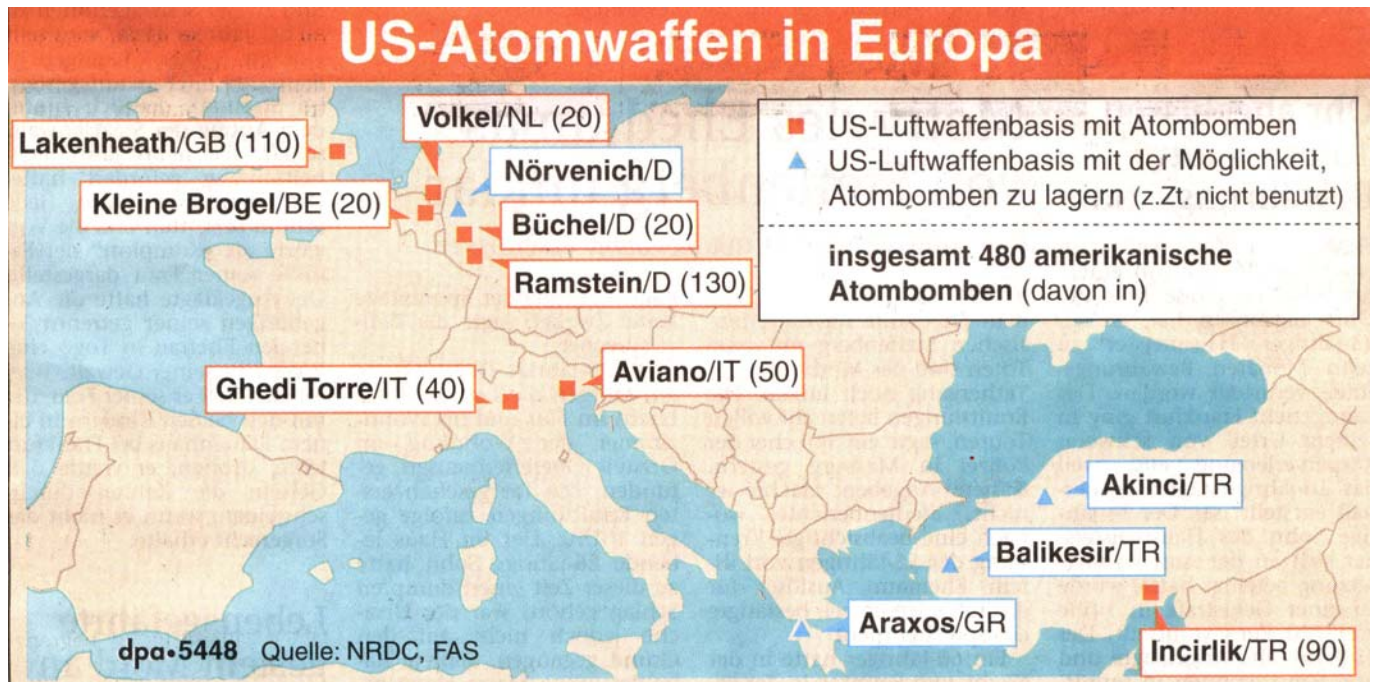 US-Atomwaffen in Europa
Lakenheath/GB (110)
Volkel/NL (20)
Nörvenich/D
Kleine Brogel/BE (20)
Büchel/D (20)
Ramstein/D (130)
US-Luftwaffenbasis mit Atombomben
US-Luftwaffenbasis mit der Möglichkeit,
Atombomben zu lagern (z.Zt. nicht benutzt)
insgesamt 480 amerikanische
Atombomben (davon in)
Ghedi Torre/IT (40)
Aviano/IT (50)
Akinci/TR
Balikesir/TR
Araxos/GR
Incirlik/TR (90)
dpa•5448 Quelle: NRDC, FAS